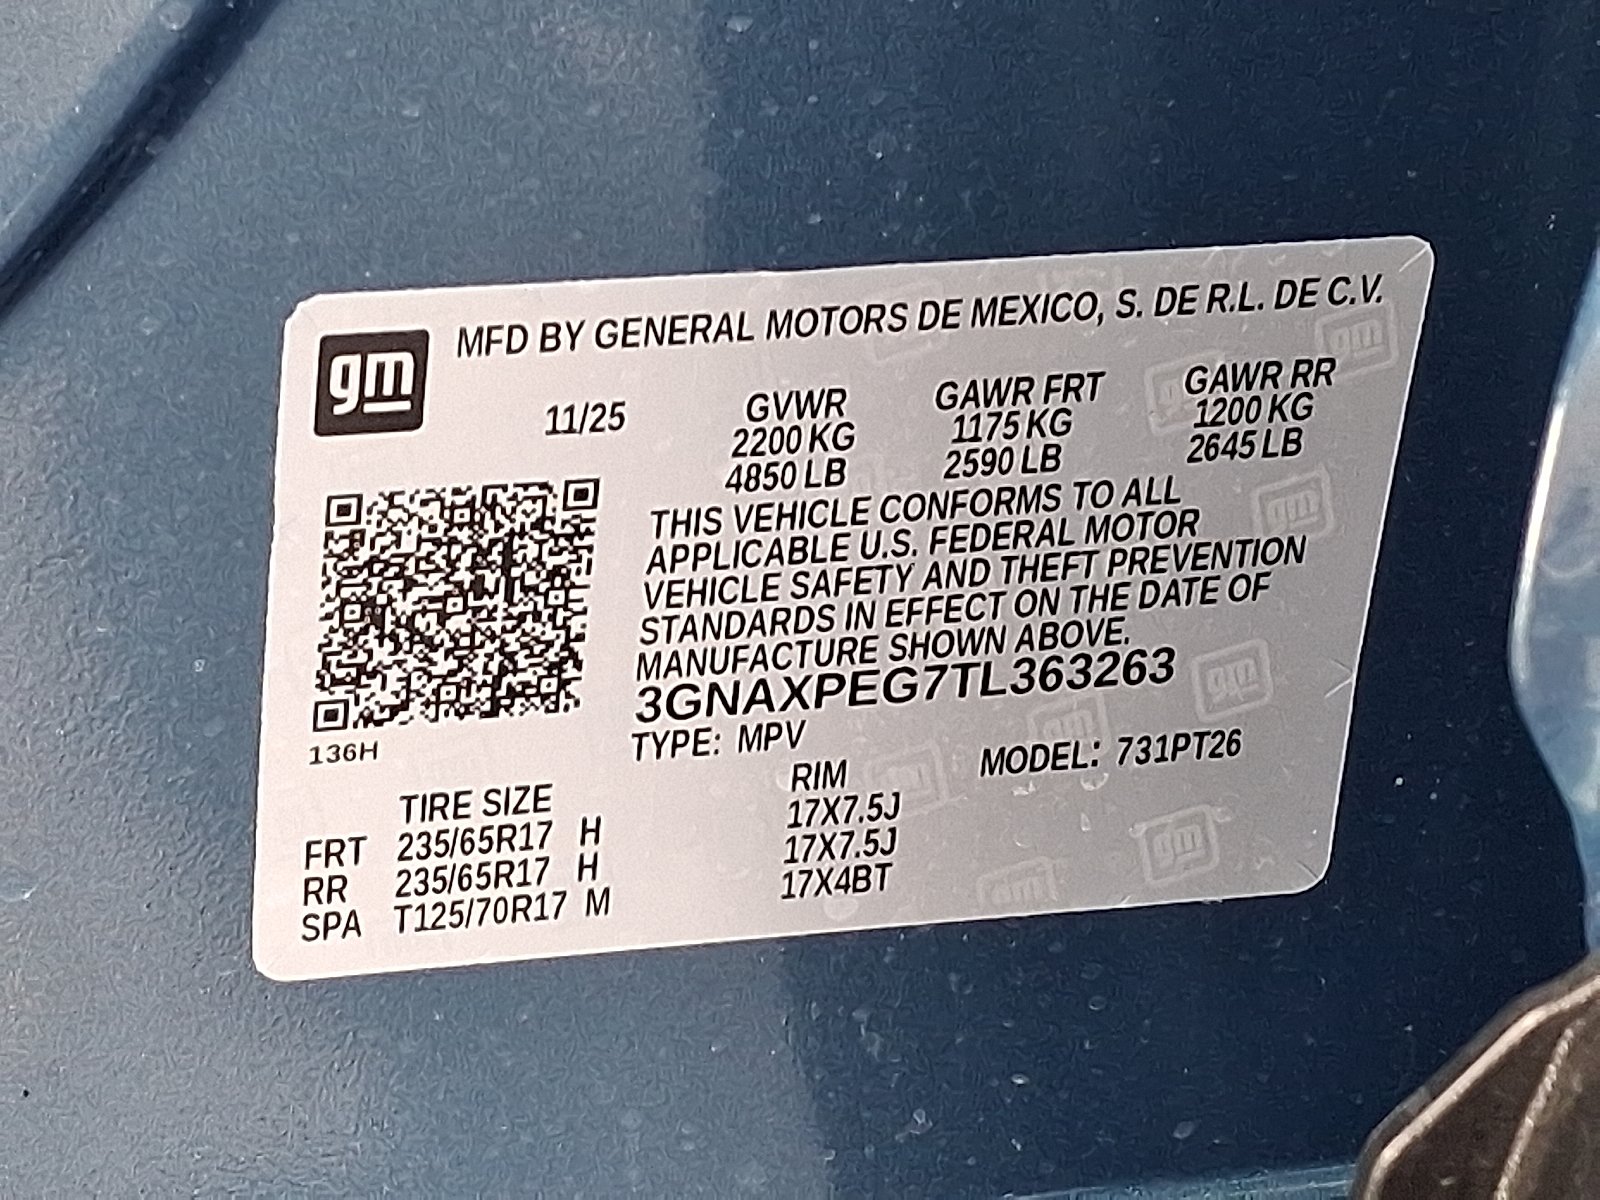 gm MFD BY GENERAL MOTORS DE MEXICO, S. DE R.L. DE C.V.
11/25 GVWR GAWR FRT GAWR RR
2200 KG 1175 KG 1200 KG
4850 LB 2590 LB 2645 LB
THIS VEHICLE CONFORMS TO ALL
APPLICABLE U.S. FEDERAL MOTOR
VEHICLE SAFETY AND THEFT PREVENTION
STANDARDS IN EFFECT ON THE DATE OF
MANUFACTURE SHOWN ABOVE.
3GNAXPEG7TL363263
136H
TYPE: MPV MODEL: 731PT26
TIRE SIZE RIM
FRT 235/65R17 H 17X7.5J
RR 235/65R17 H 17X7.5J
SPA T125/70R17 M 17X4BT